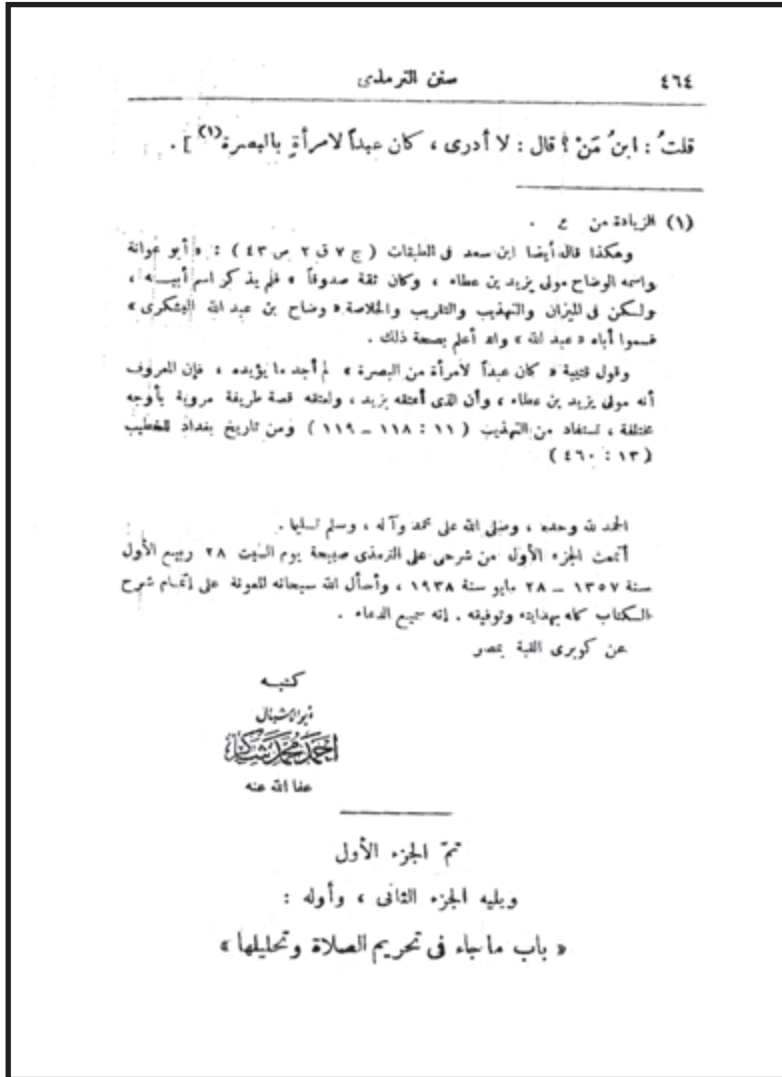 سنن الترمذى ٤٦٤
قلتُ : ابنُ مَنْ ؟ قال : لا أدرى ، كان عبداً لامرأةٍ بالبصرة(١) ] .
(١) الزيادة من ع .
وهكذا قال أيضا ابن سعد فى الطبقات ( ج ٧ ق ٢ ص ٤٣ ) : « أبو عوانة
واسمه الوضاح مولى يزيد بن عطاء ، وكان ثقة صدوقاً » فلم يذكر اسم أبيــه ،
ولكن فى الميزان والتهذيب والتقريب والخلاصة « وضاح بن عبد الله اليشكرى »
فسموا أباه « عبد الله » والله أعلم بصحة ذلك .
وقول قتيبة « كان عبداً لامرأة من البصرة » لم أجد ما يؤيده ، فإن المعروف
أنه مولى يزيد بن عطاء ، وأن الذى أعتقه يزيد ، ولعتقه قصة طريفة مروية بأوجه
مختلفة ، تستفاد من التهذيب ( ١١ : ١١٨ ــ ١١٩ ) ومن تاريخ بغداد للخطيب
( ١٣ : ٤٦٠ )
الحمد لله وحده ، وصلى الله على محمد وآله ، وسلم تسليما .
أتممت الجزء الأول من شرحى على الترمذى صبيحة يوم السبت ٢٨ ربيع الأول
سنة ١٣٥٧ ــ ٢٨ مايو سنة ١٩٣٨ ، وأسأل الله سبحانه المعونة على إتمــام شرح
الكتاب كله بهدايته وتوفيقه . إنه سميع الدعاء .
عن كوبرى القبة بمصر
كتبــه
أبو الأشبال
أحمد محمد شاكر
عفا الله عنه
تمّ الجزء الأول
ويليه الجزء الثانى ، وأوله :
« باب ما جاء فى تحريم الصلاة وتحليلها »